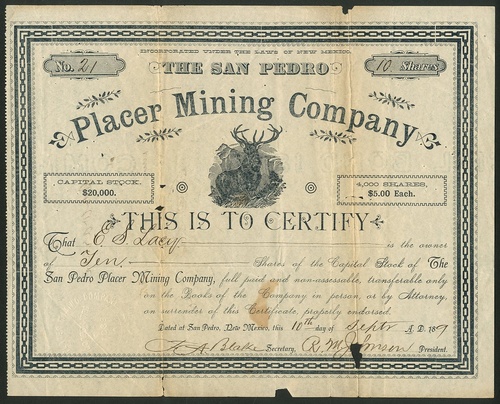 INCORPORATED UNDER THE LAWS OF NEW MEXICO.
No. 21
10 Shares
THE SAN PEDRO
Placer Mining Company
CAPITAL STOCK,
$20,000.
4,000 SHARES,
$5.00 Each.
THIS IS TO CERTIFY
That E. S. Lacey is the owner
of Ten Shares of the Capital Stock of The
San Pedro Placer Mining Company, full paid and non-assessable, transferable only
on the Books of the Company in person, or by Attorney,
on surrender of this Certificate, properly endorsed.
Dated at San Pedro, New Mexico, this 10th day of Septr A.D. 1889
A Blake Secretary, R. M. Johnson President.